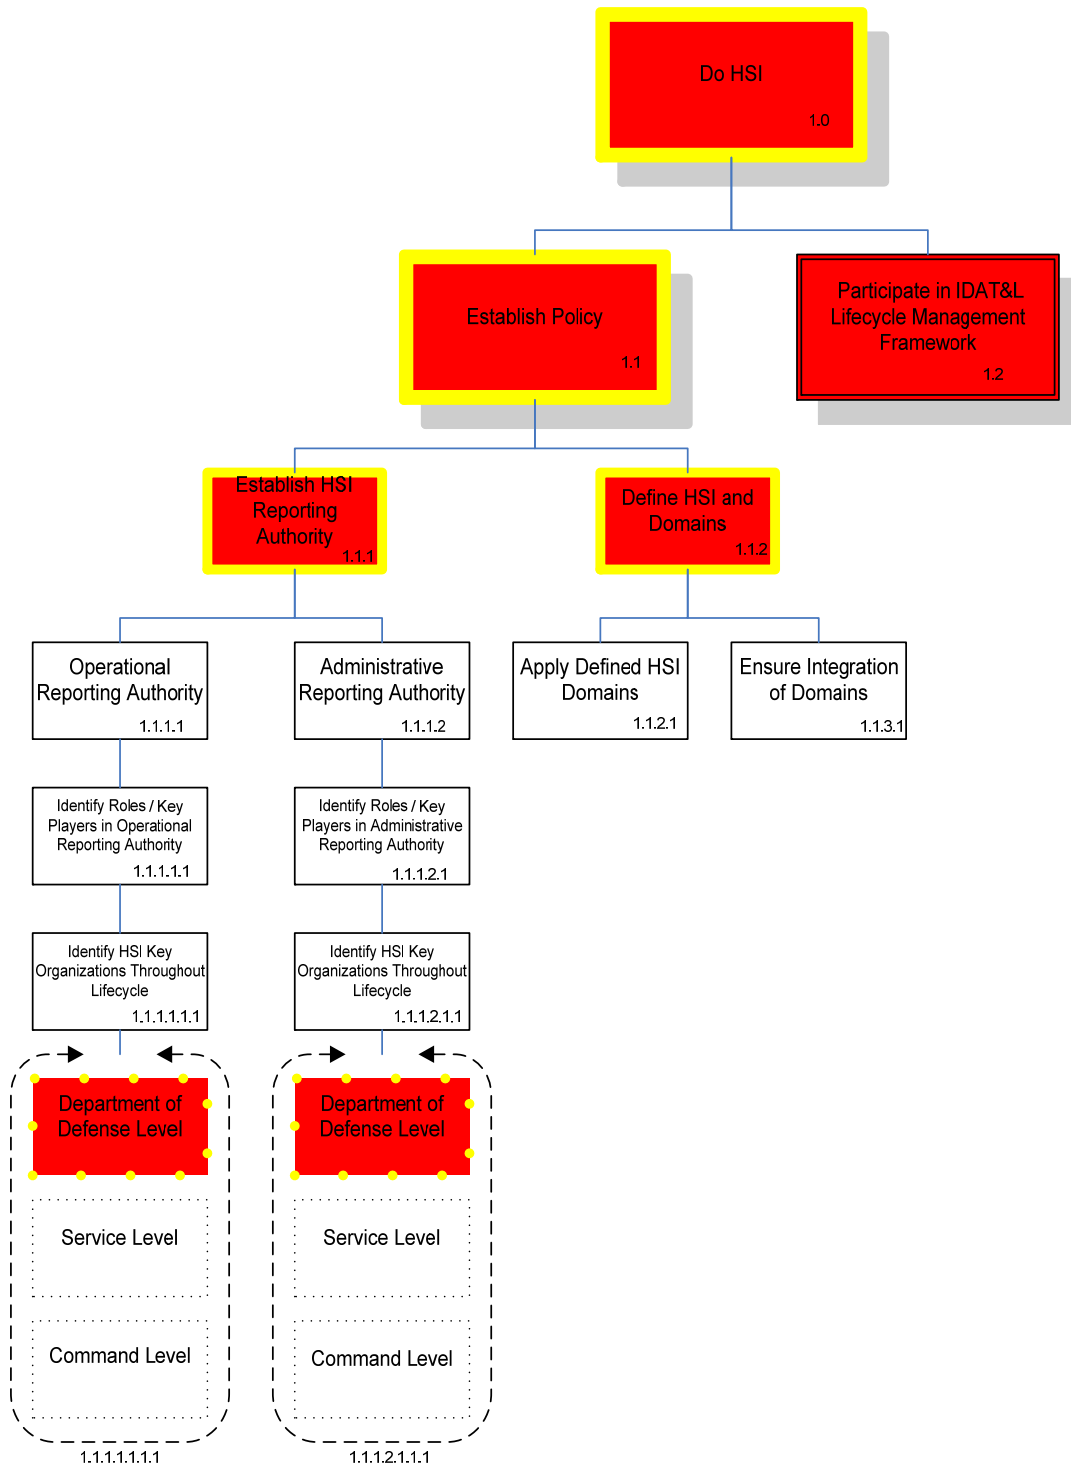 Do HSI
1.0
Establish Policy
1.1
Participate in IDAT&L
Lifecycle Management
Framework
1.2
Establish HSI
Reporting
Authority
1.1.1
Define HSI and
Domains
1.1.2
Operational
Reporting Authority
1.1.1.1
Administrative
Reporting Authority
1.1.1.2
Apply Defined HSI
Domains
1.1.2.1
Ensure Integration
of Domains
1.1.3.1
Identify Roles / Key
Players in Operational
Reporting Authority
1.1.1.1.1
Identify Roles / Key
Players in Administrative
Reporting Authority
1.1.1.2.1
Identify HSI Key
Organizations Throughout
Lifecycle
1.1.1.1.1.1
Identify HSI Key
Organizations Throughout
Lifecycle
1.1.1.2.1.1
Department of
Defense Level
Service Level
Command Level
1.1.1.1.1.1.1
Department of
Defense Level
Service Level
Command Level
1.1.1.2.1.1.1